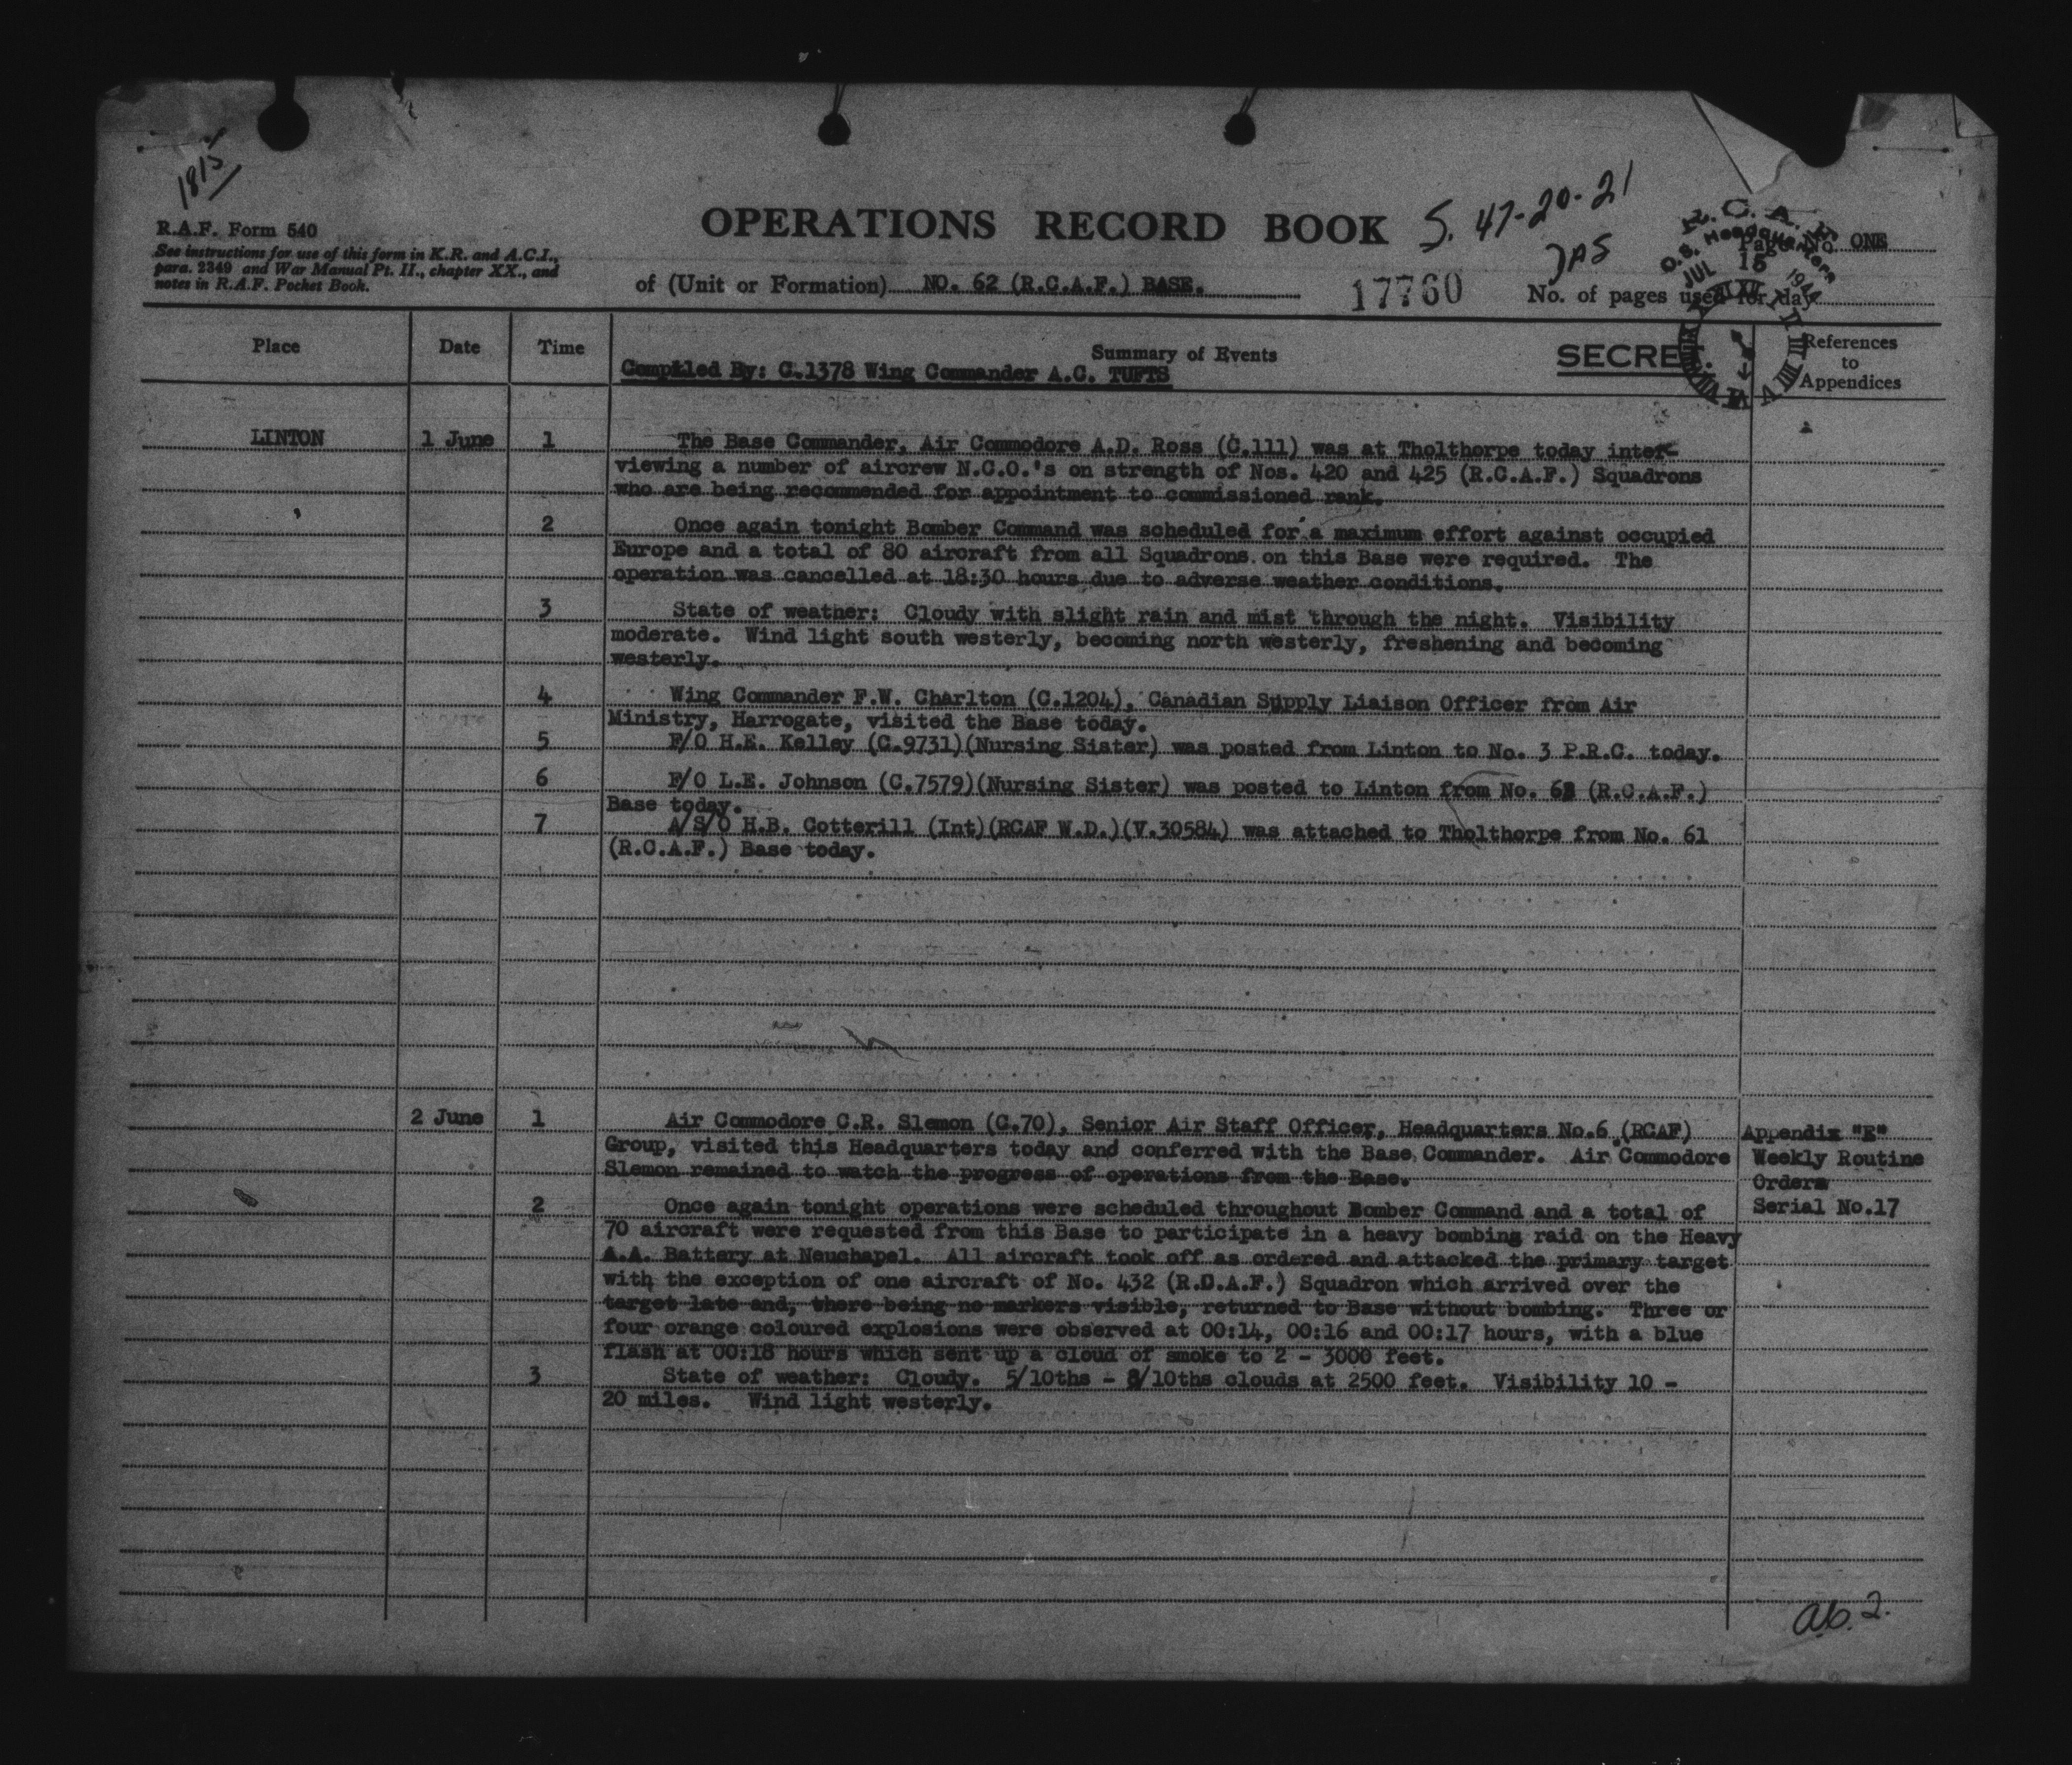 1815
R.A.F. Form 540
See instructions for use of this form in K.R. and A.C.I.,
para. 2349 and War Manual Pt. II., chapter XX., and
notes in R.A.F. Pocket Book.
OPERATIONS RECORD BOOK
S. 47-20-21
of (Unit or Formation) NO. 62 (R.C.A.F.) BASE.
17760
R.C.A.F.
O.S. Headquarters
JUL 15 1944
Page No. ONE
No. of pages used for day
Place
Date
Time
Summary of Events
Compiled By: C.1378 Wing Commander A.C. TUFTS
SECRET.
References
to
Appendices
LINTON 1 June 1 The Base Commander, Air Commodore A.D. Ross (C.111) was at Tholthorpe today inter-
viewing a number of aircrew N.C.O.'s on strength of Nos. 420 and 425 (R.C.A.F.) Squadrons
who are being recommended for appointment to commissioned rank.
2 Once again tonight Bomber Command was scheduled for a maximum effort against occupied
Europe and a total of 80 aircraft from all Squadrons on this Base were required. The
operation was cancelled at 18:30 hours due to adverse weather conditions.
3 State of weather: Cloudy with slight rain and mist through the night. Visibility
moderate. Wind light south westerly, becoming north westerly, freshening and becoming
westerly.
4 Wing Commander F.W. Charlton (C.1204), Canadian Supply Liaison Officer from Air
Ministry, Harrogate, visited the Base today.
5 F/O H.E. Kelley (C.9731)(Nursing Sister) was posted from Linton to No. 3 P.R.C. today.
6 F/O L.E. Johnson (C.7579)(Nursing Sister) was posted to Linton from No. (R.C.A.F.)
Base today.
7 A/S/O H.B. Cotterill (Int)(RCAF W.D.)(V.30584) was attached to Tholthorpe from No. 61
(R.C.A.F.) Base today.
2 June 1 Air Commodore C.R. Slemon (C.70), Senior Air Staff Officer, Headquarters No.6 (RCAF)
Group, visited this Headquarters today and conferred with the Base Commander. Air Commodore
Slemon remained to watch the progress of operations from the Base.
Appendix "E"
Weekly Routine
Orders
Serial No.17
2 Once again tonight operations were scheduled throughout Bomber Command and a total of
70 aircraft were requested from this Base to participate in a heavy bombing raid on the Heavy
A.A. Battery at Neuchapel. All aircraft took off as ordered and attacked the primary target
with the exception of one aircraft of No. 432 (R.C.A.F.) Squadron which arrived over the
target late and, there being no markers visible, returned to Base without bombing. Three or
four orange coloured explosions were observed at 00:14, 00:16 and 00:17 hours, with a blue
flash at 00:18 hours which sent up a cloud of smoke to 2 - 3000 feet.
3 State of weather: Cloudy. 5/10ths - 8/10ths clouds at 2500 feet. Visibility 10 -
20 miles. Wind light westerly.